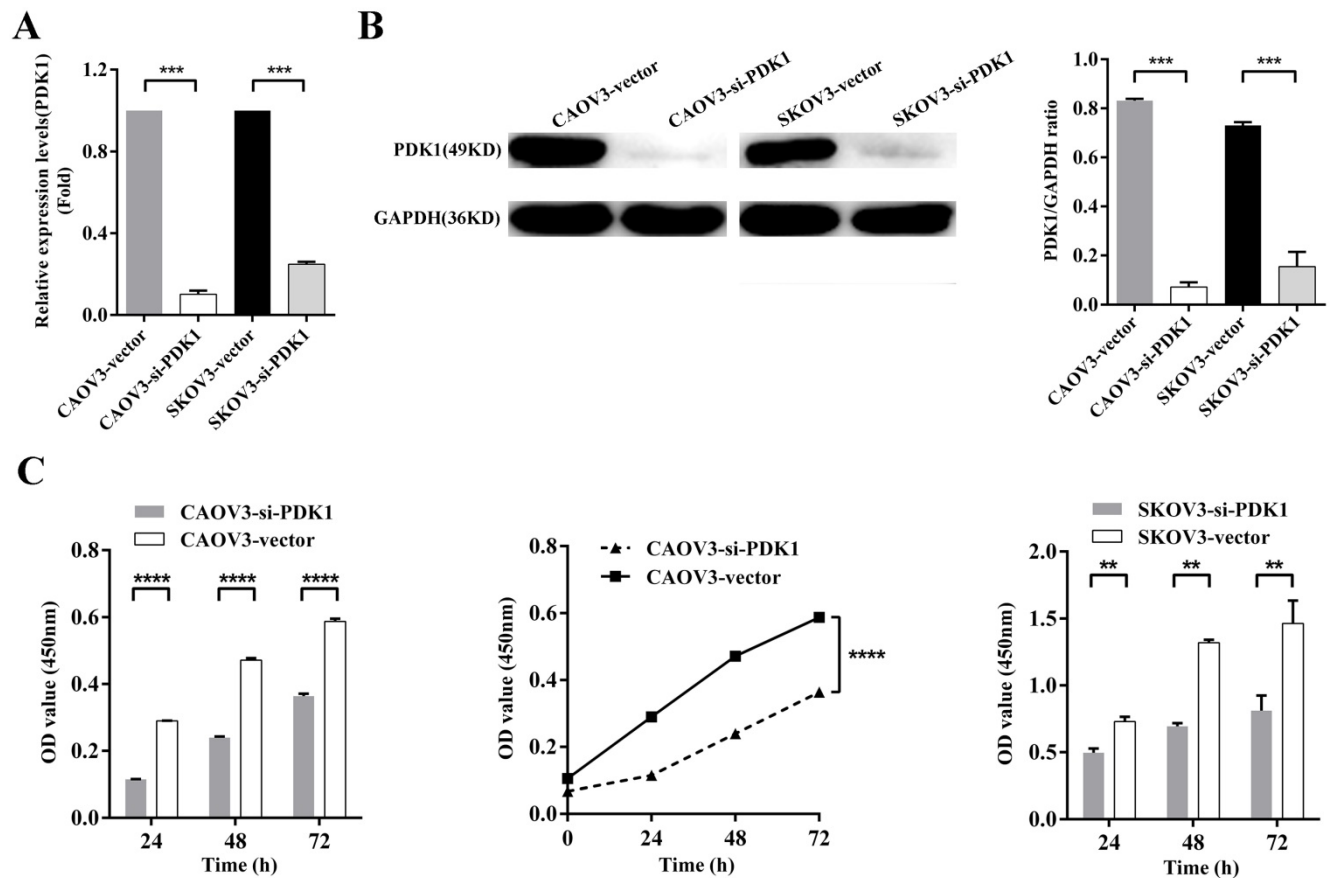 A
Relative expression levels(PDK1)
(Fold)
1.2
0.8
0.4
0.0
***
***
CAOV3-vector
CAOV3-si-PDK1
SKOV3-vector
SKOV3-si-PDK1
B
CAOV3-vector
CAOV3-si-PDK1
SKOV3-vector
SKOV3-si-PDK1
PDK1(49KD)
GAPDH(36KD)
PDK1/GAPDH ratio
1.0
0.8
0.6
0.4
0.2
0.0
***
***
CAOV3-vector
CAOV3-si-PDK1
SKOV3-vector
SKOV3-si-PDK1
C
CAOV3-si-PDK1
CAOV3-vector
OD value (450nm)
0.8
0.6
0.4
0.2
0.0
****
****
****
24 48 72
Time (h)
CAOV3-si-PDK1
CAOV3-vector
OD value (450nm)
0.8
0.6
0.4
0.2
0.0
****
0 24 48 72
Time (h)
SKOV3-si-PDK1
SKOV3-vector
OD value (450nm)
2.0
1.5
1.0
0.5
0.0
**
**
**
24 48 72
Time (h)